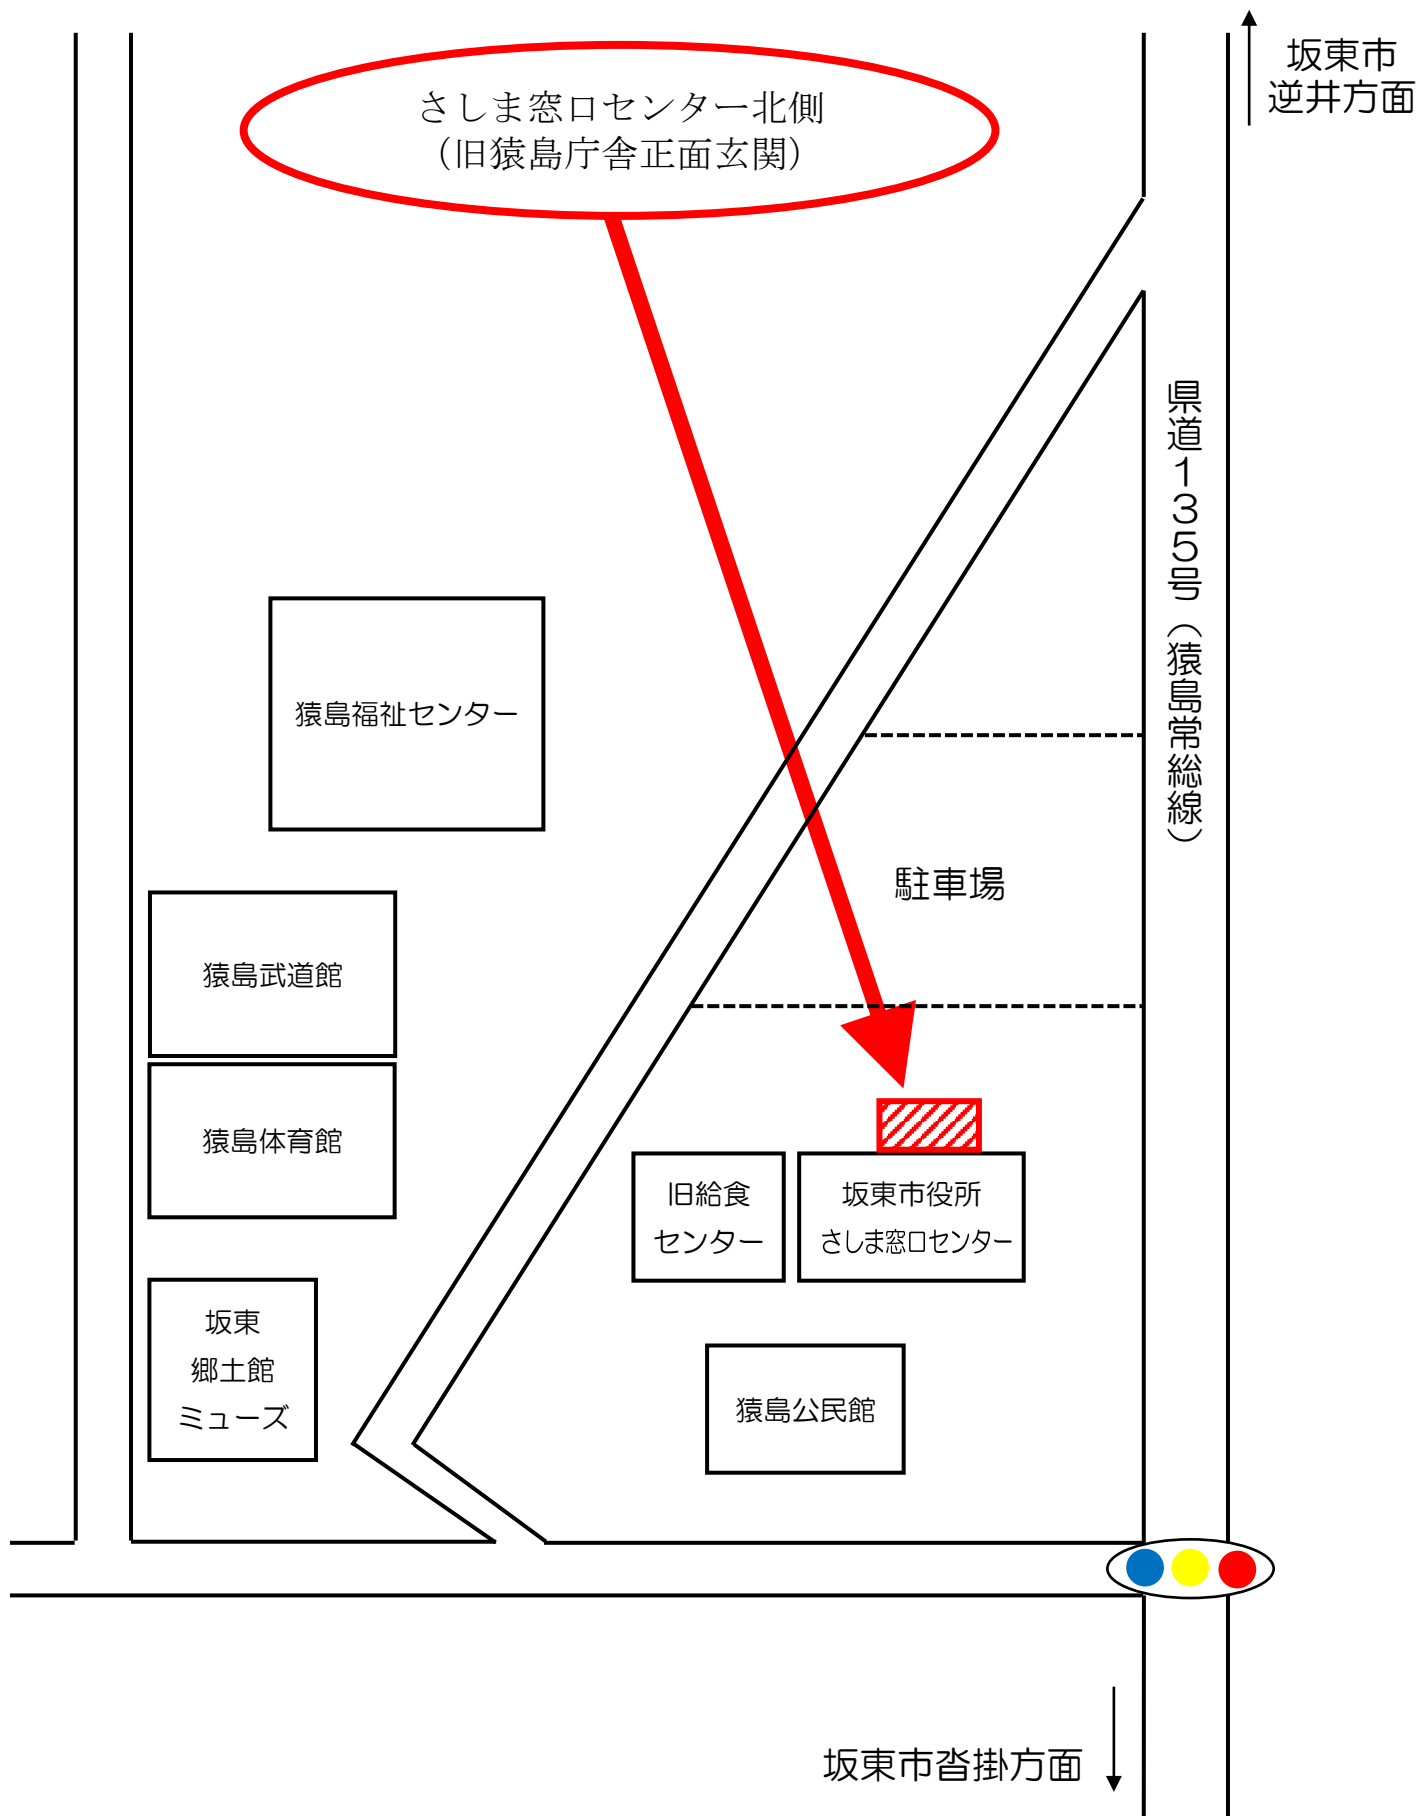 坂東市
逆井方面
さしま窓口センター北側
（旧猿島庁舎正面玄関）
県道１３５号（猿島常総線）
猿島福祉センター
駐車場
猿島武道館
猿島体育館
旧給食
センター
坂東市役所
さしま窓口センター
坂東
郷土館
ミューズ
猿島公民館
坂東市沓掛方面